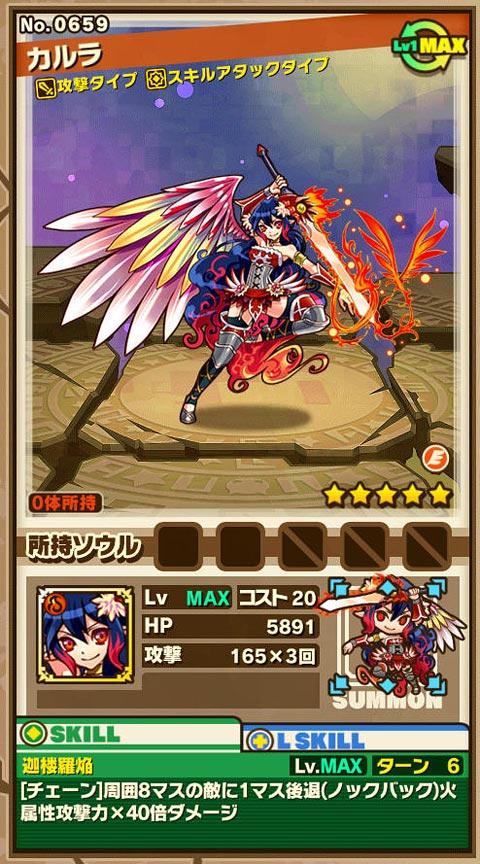 No.0659
カルラ
Lv1 MAX
攻撃タイプ スキルアタックタイプ
E
0体所持
所持ソウル
Lv MAX コスト 20
HP 5891
攻撃 165×3回
SUMMON
SKILL
L SKILL
迦楼羅焔 Lv.MAX ターン 6
[チェーン]周囲8マスの敵に1マス後退(ノックバック)火
属性攻撃力×40倍ダメージ